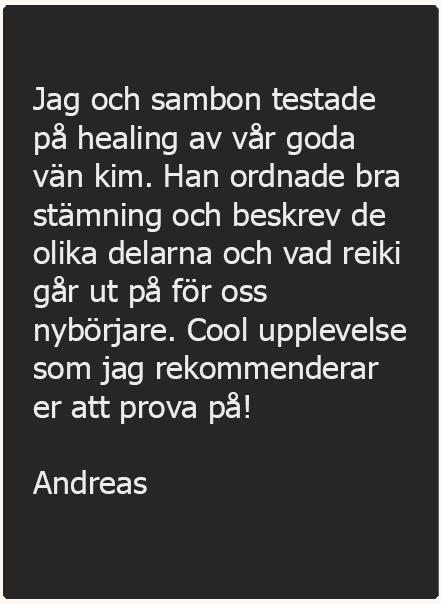 Jag och sambon testade
på healing av vår goda
vän kim. Han ordnade bra
stämning och beskrev de
olika delarna och vad reiki
går ut på för oss
nybörjare. Cool upplevelse
som jag rekommenderar
er att prova på!
Andreas